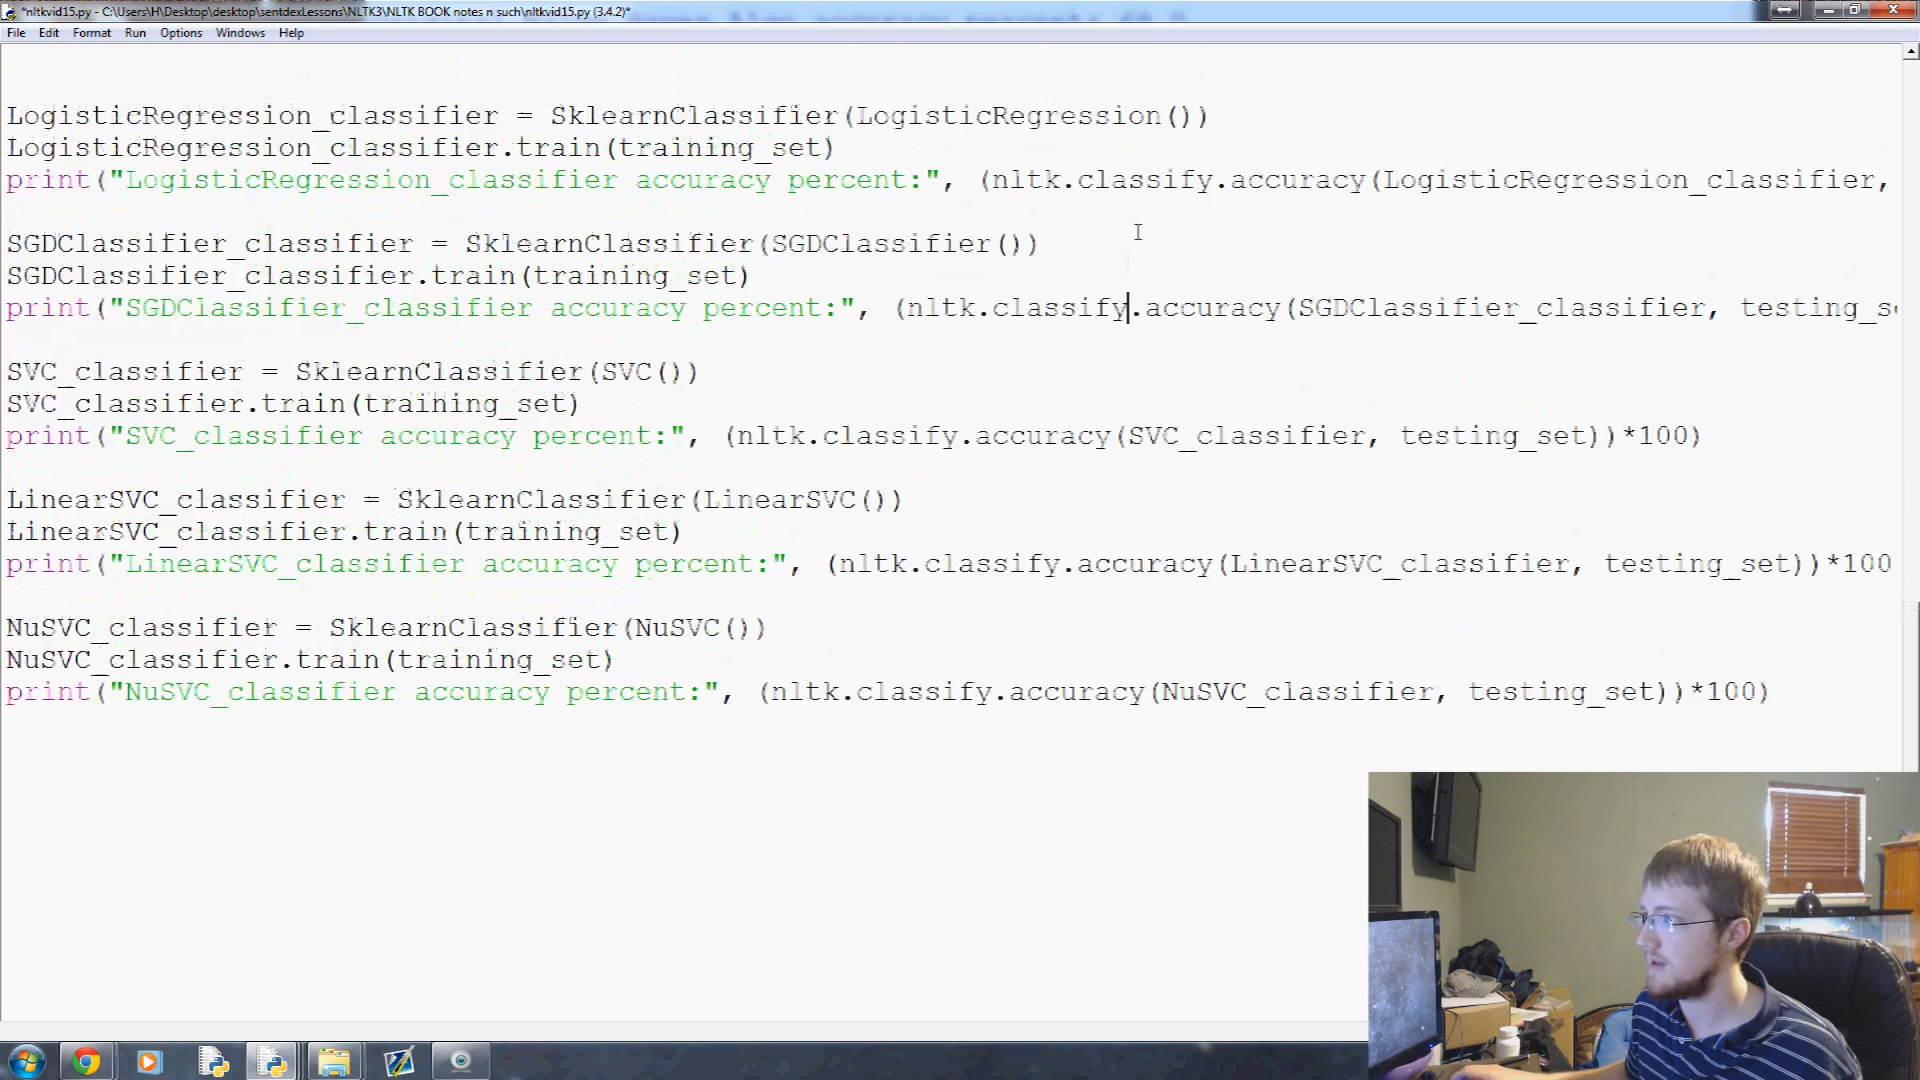 *nltkvid15.py - C:\Users\H\Desktop\desktop\sentdexLessons\NLTK3\NLTK BOOK notes n such\nltkvid15.py (3.4.2)*
File Edit Format Run Options Windows Help
LogisticRegression_classifier = SklearnClassifier(LogisticRegression())
LogisticRegression_classifier.train(training_set)
print("LogisticRegression_classifier accuracy percent:", (nltk.classify.accuracy(LogisticRegression_classifier,
SGDClassifier_classifier = SklearnClassifier(SGDClassifier())
SGDClassifier_classifier.train(training_set)
print("SGDClassifier_classifier accuracy percent:", (nltk.classify.accuracy(SGDClassifier_classifier, testing_s
SVC_classifier = SklearnClassifier(SVC())
SVC_classifier.train(training_set)
print("SVC_classifier accuracy percent:", (nltk.classify.accuracy(SVC_classifier, testing_set))*100)
LinearSVC_classifier = SklearnClassifier(LinearSVC())
LinearSVC_classifier.train(training_set)
print("LinearSVC_classifier accuracy percent:", (nltk.classify.accuracy(LinearSVC_classifier, testing_set))*100
NuSVC_classifier = SklearnClassifier(NuSVC())
NuSVC_classifier.train(training_set)
print("NuSVC_classifier accuracy percent:", (nltk.classify.accuracy(NuSVC_classifier, testing_set))*100)